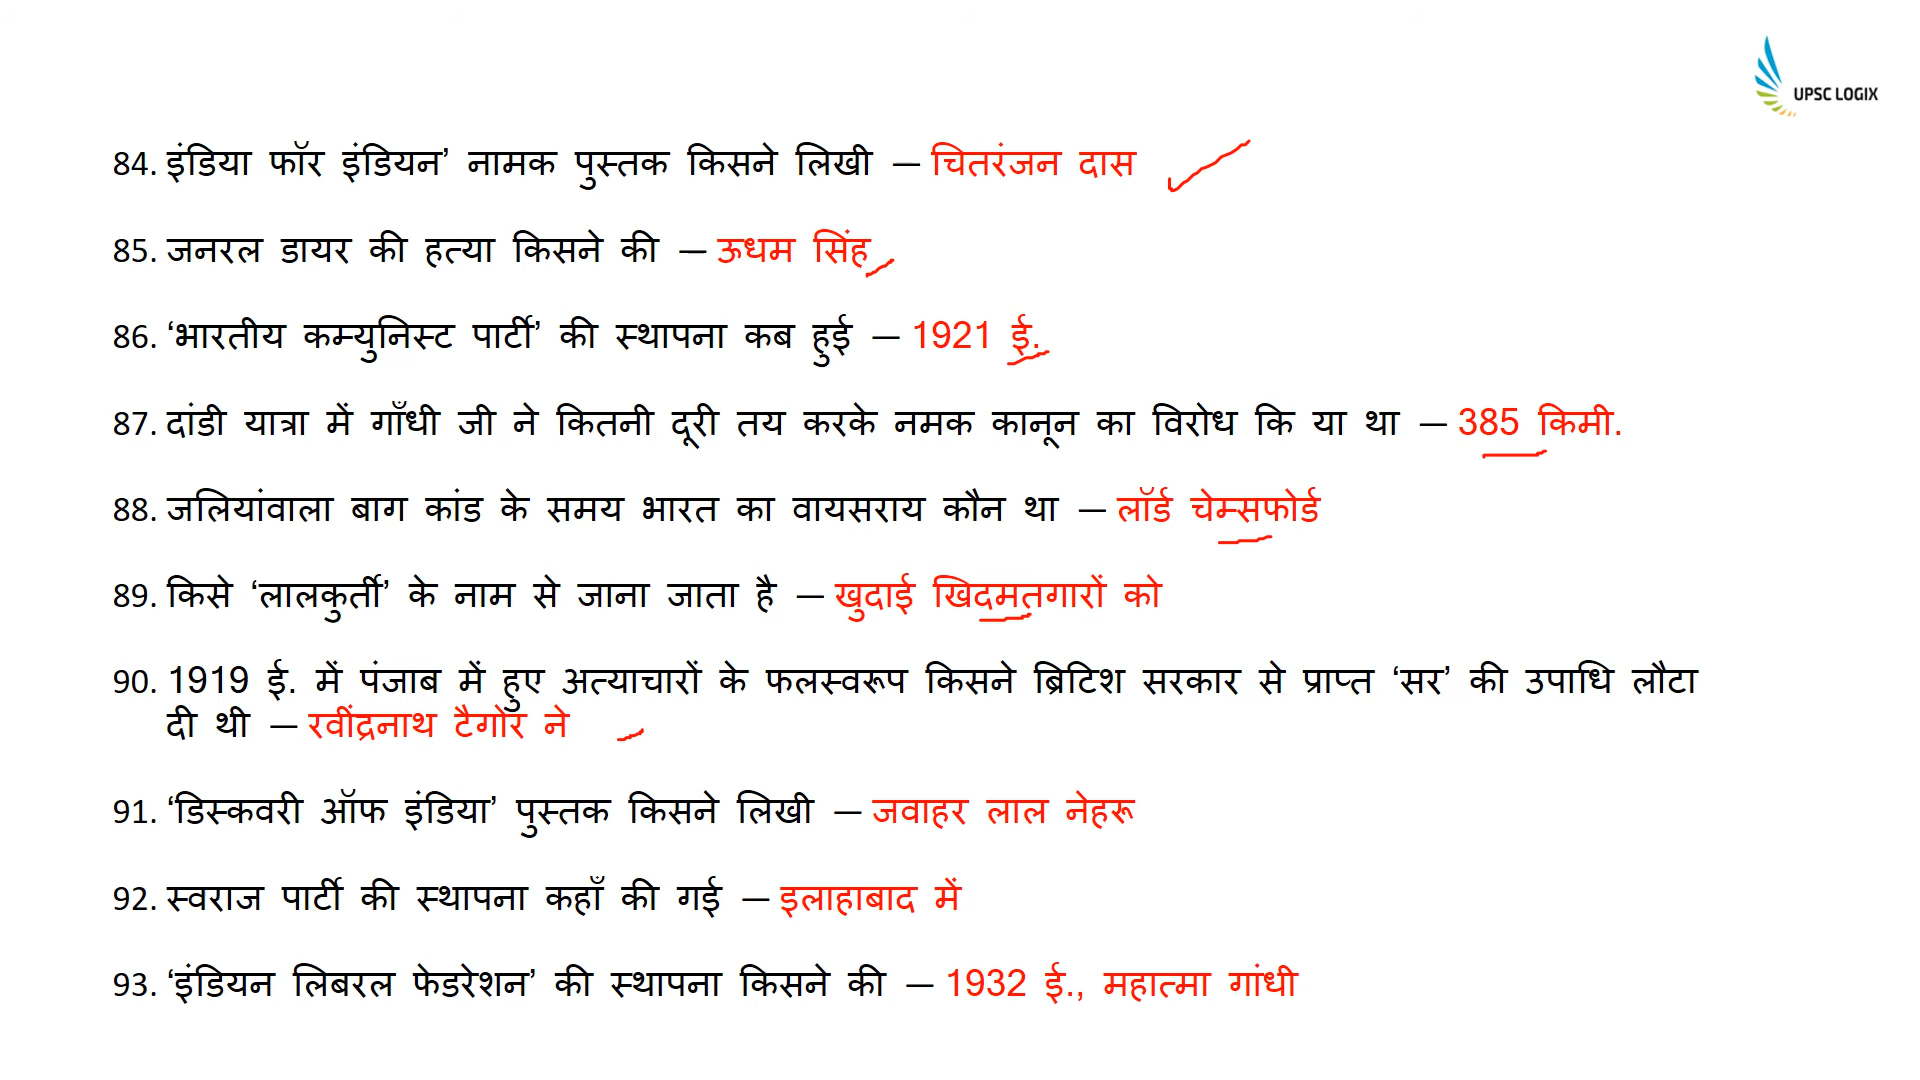 UPSC LOGIX
84. इंडिया फॉर इंडियन’ नामक पुस्तक किसने लिखी – चितरंजन दास
85. जनरल डायर की हत्या किसने की – ऊधम सिंह
86. ‘भारतीय कम्युनिस्ट पार्टी’ की स्थापना कब हुई – 1921 ई.
87. दांडी यात्रा में गाँधी जी ने कितनी दूरी तय करके नमक कानून का विरोध कि या था – 385 किमी.
88. जलियांवाला बाग कांड के समय भारत का वायसराय कौन था – लॉर्ड चेम्सफोर्ड
89. किसे ‘लालकुर्ती’ के नाम से जाना जाता है – खुदाई खिदमतगारों को
90. 1919 ई. में पंजाब में हुए अत्याचारों के फलस्वरूप किसने ब्रिटिश सरकार से प्राप्त ‘सर’ की उपाधि लौटा
दी थी – रवींद्रनाथ टैगोर ने
91. ‘डिस्कवरी ऑफ इंडिया’ पुस्तक किसने लिखी – जवाहर लाल नेहरू
92. स्वराज पार्टी की स्थापना कहाँ की गई – इलाहाबाद में
93. ‘इंडियन लिबरल फेडरेशन’ की स्थापना किसने की – 1932 ई., महात्मा गांधी